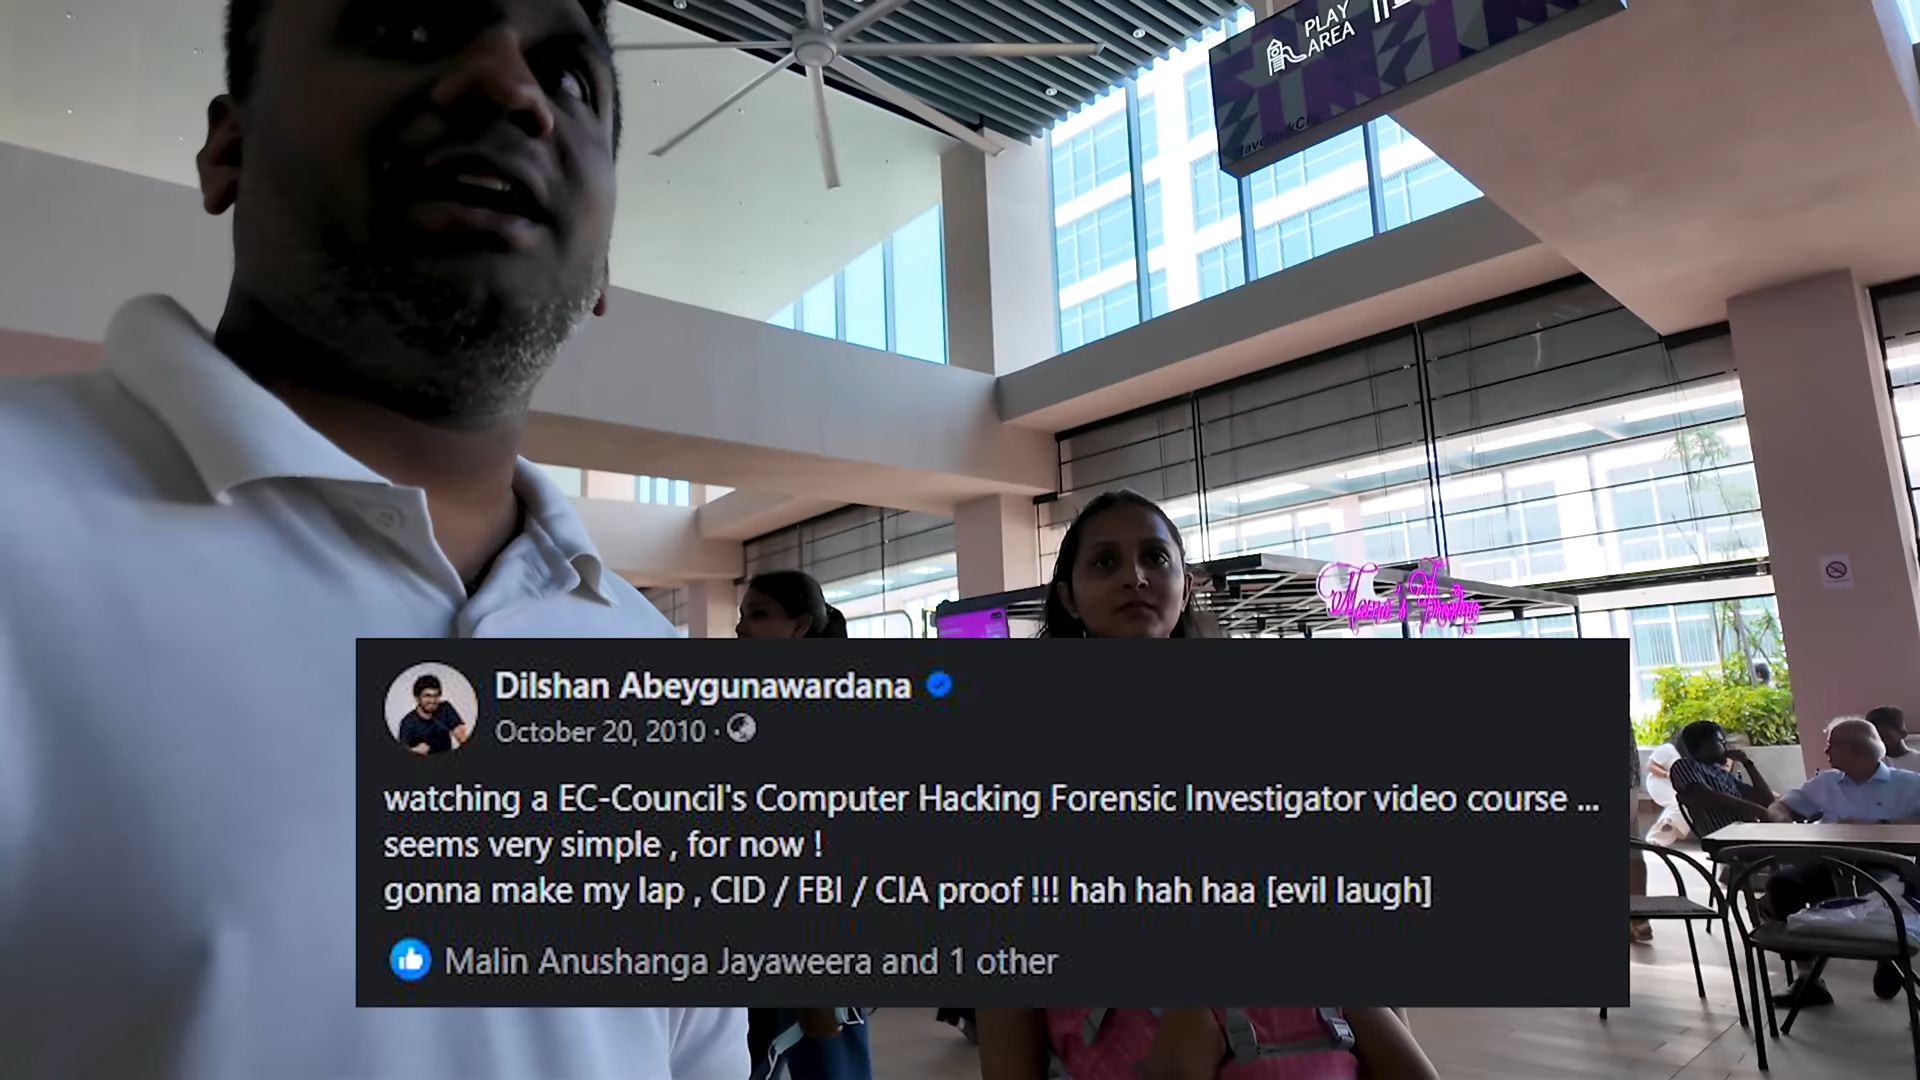 PLAY
AREA
Dilshan Abeygunawardana
October 20, 2010 ·
watching a EC-Council's Computer Hacking Forensic Investigator video course ...
seems very simple , for now !
gonna make my lap , CID / FBI / CIA proof !!! hah hah haa [evil laugh]
Malin Anushanga Jayaweera and 1 other